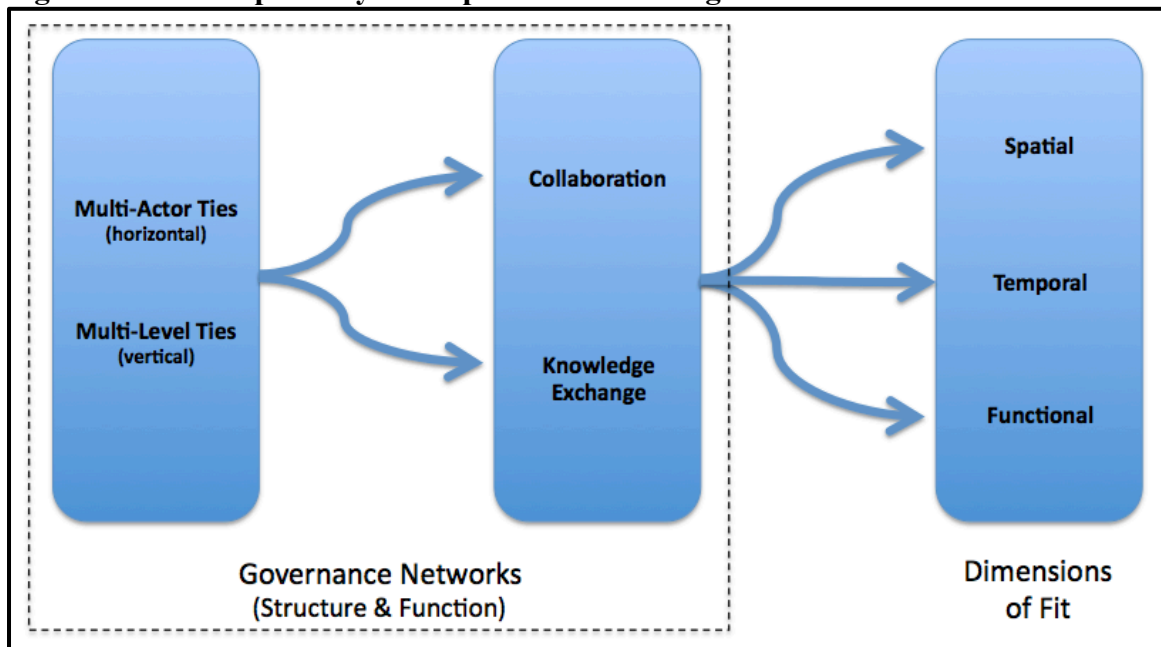 Multi-Actor Ties
(horizontal)
Multi-Level Ties
(vertical)
Collaboration
Knowledge
Exchange
Spatial
Temporal
Functional
Governance Networks
(Structure & Function)
Dimensions
of Fit